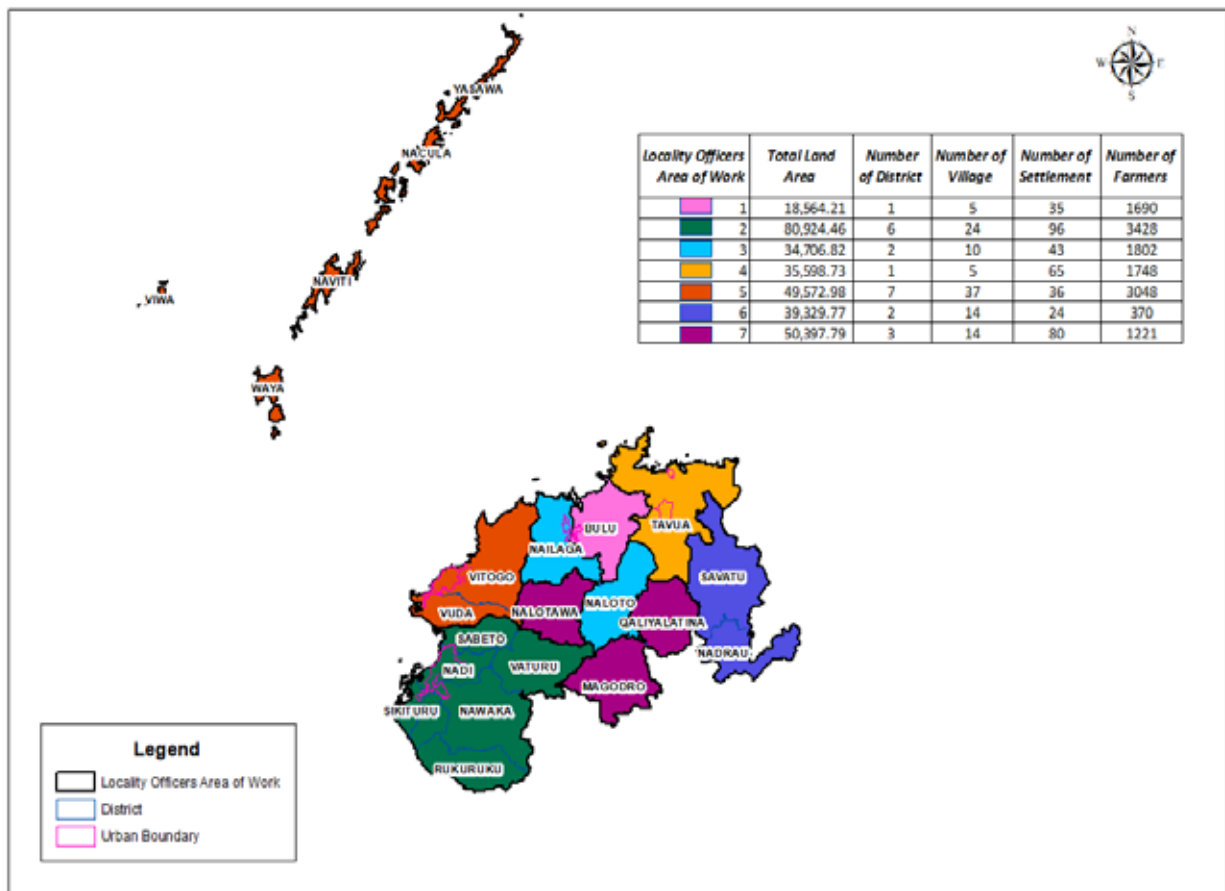 N
W E
S
YASAWA
NACULA
NAVITI
VIWA
WAYA
Locality Officers Area of Work Total Land Area Number of District Number of Village Number of Settlement Number of Farmers
1 18,564.21 1 5 35 1690
2 80,924.46 6 24 96 3428
3 34,706.82 2 10 43 1802
4 35,598.73 1 5 65 1748
5 49,572.98 7 37 36 3048
6 39,329.77 2 14 24 370
7 50,397.79 3 14 80 1221
BULU
TAVUA
NAILAGA
VITOGO
SAVATU
NALOTO
VUDA
NALOTAWA
QALIYALATINA
SABETO
NADRAU
NADI
VATURU
MAGODRO
SIKITURU
NAWAKA
RUKURUKU
Legend
Locality Officers Area of Work
District
Urban Boundary